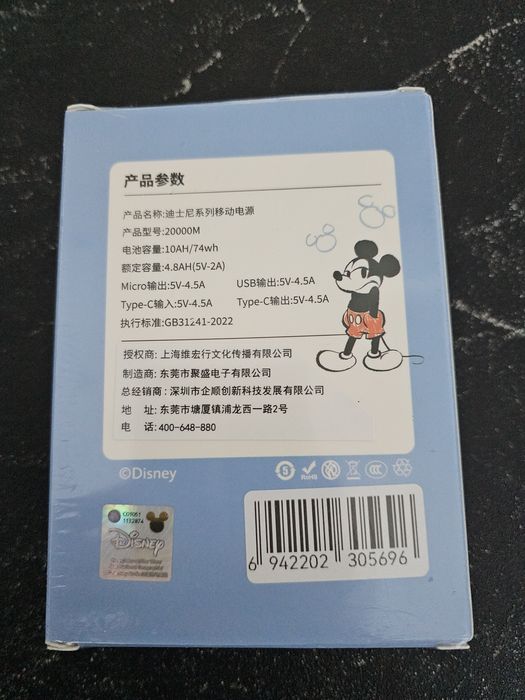 产品参数
产品名称:迪士尼系列移动电源
产品型号:20000M
电池容量:10AH/74wh
额定容量:4.8AH(5V-2A)
Micro输出:5V-4.5A USB输出:5V-4.5A
Type-C输入:5V-4.5A Type-C输出:5V-4.5A
执行标准:GB31241-2022
授权商: 上海维宏行文化传播有限公司
制造商: 东莞市聚盛电子有限公司
总经销商: 深圳市企顺创新科技发展有限公司
地 址: 东莞市塘厦镇浦龙西一路2号
电 话:400-648-880
©Disney
5 RoHS CCC
DISNEY
6 942202 305696